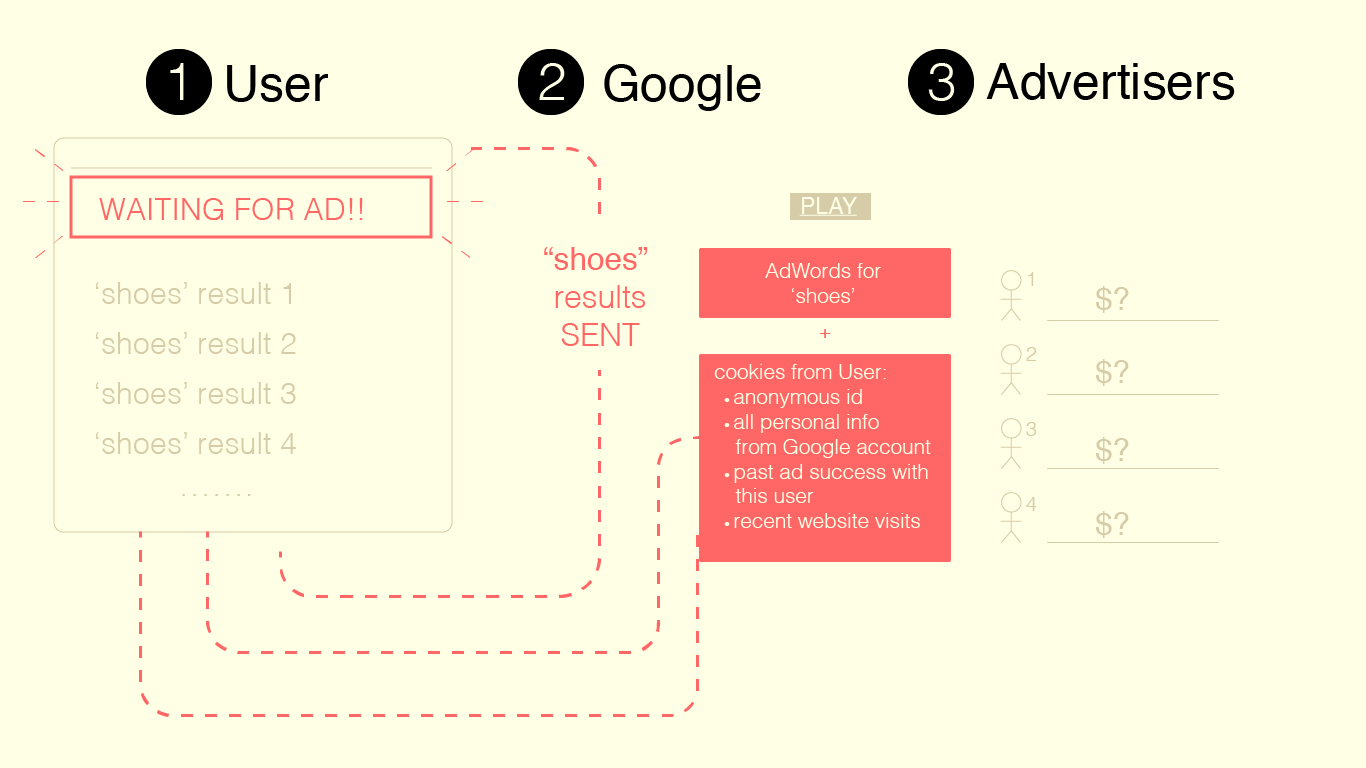 1 User
2 Google
3 Advertisers
WAITING FOR AD!!
‘shoes’ result 1
‘shoes’ result 2
‘shoes’ result 3
‘shoes’ result 4
.......
“shoes”
results
SENT
PLAY
AdWords for
‘shoes’
+
cookies from User:
• anonymous id
• all personal info
from Google account
• past ad success with
this user
• recent website visits
1 $?
2 $?
3 $?
4 $?